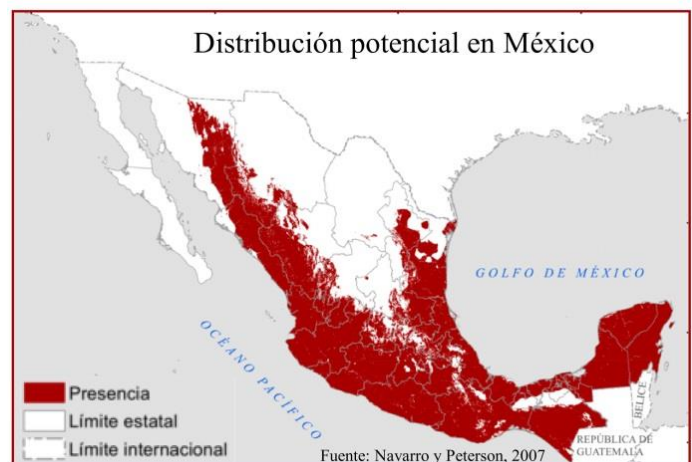 Distribución potencial en México
GOLFO DE MÉXICO
OCÉANO PACÍFICO
BELICE
REPÚBLICA DE
GUATEMALA
Presencia
Límite estatal
Límite internacional
Fuente: Navarro y Peterson, 2007